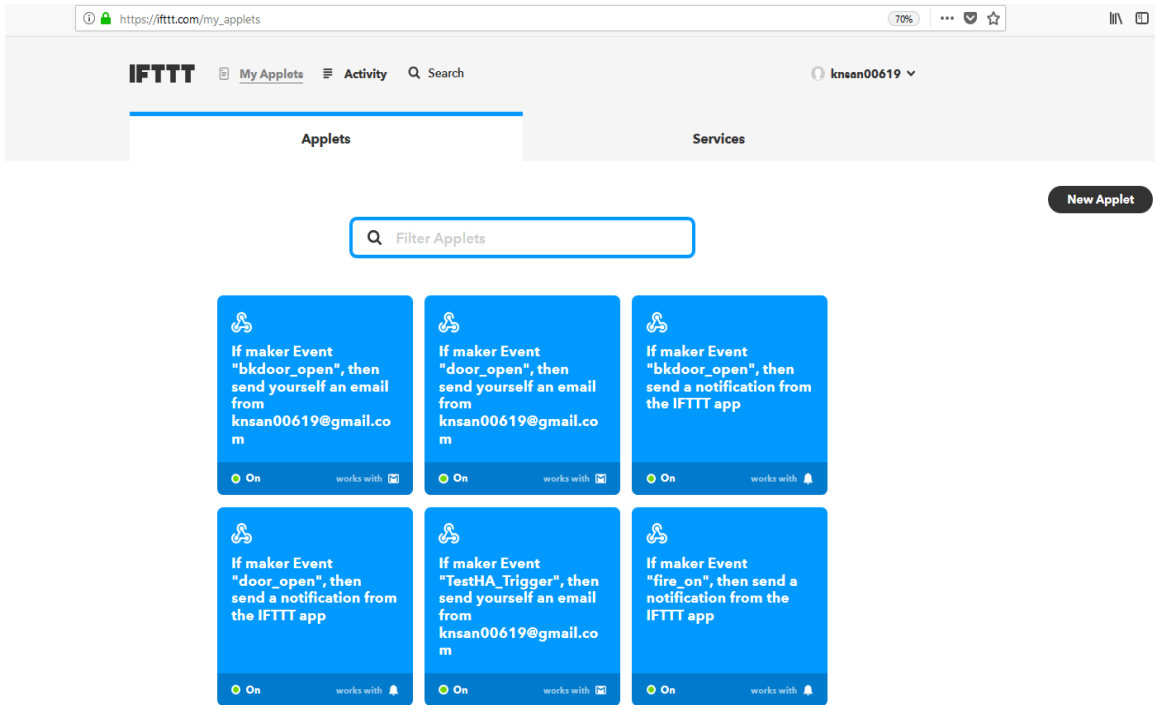 https://ifttt.com/my_applets
70%
IFTTT
My Applets
Activity
Search
knsan00619
Applets
Services
New Applet
Filter Applets
If maker Event
"bkdoor_open", then
send yourself an email
from
knsan00619@gmail.co
m
On
works with
If maker Event
"door_open", then
send yourself an email
from
knsan00619@gmail.co
m
On
works with
If maker Event
"bkdoor_open", then
send a notification from
the IFTTT app
On
works with
If maker Event
"door_open", then
send a notification from
the IFTTT app
On
works with
If maker Event
"TestHA_Trigger", then
send yourself an email
from
knsan00619@gmail.co
m
On
works with
If maker Event
"fire_on", then send a
notification from the
IFTTT app
On
works with